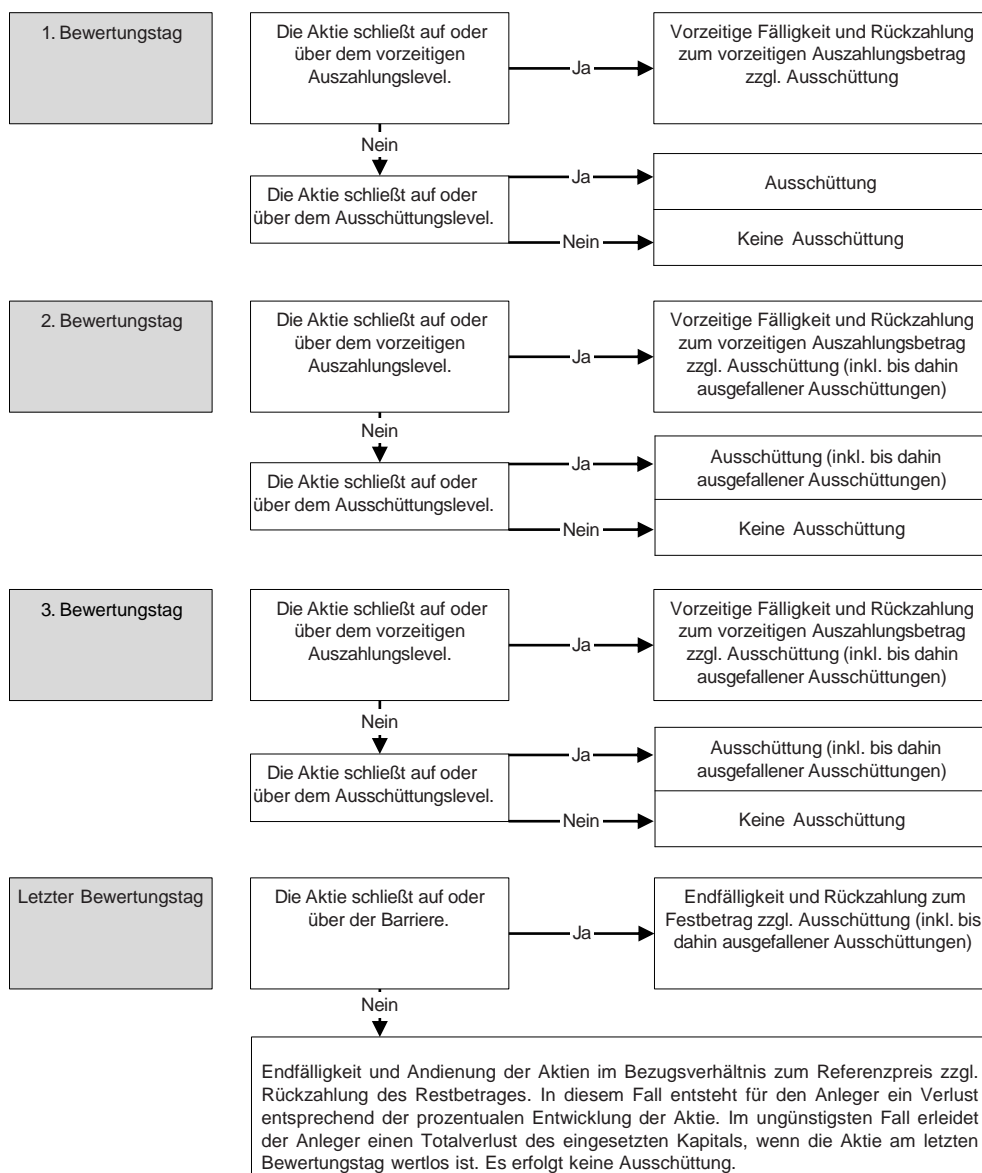 1. Bewertungstag
Die Aktie schließt auf oder
über dem vorzeitigen
Auszahlungslevel.
Ja
Vorzeitige Fälligkeit und Rückzahlung
zum vorzeitigen Auszahlungsbetrag
zzgl. Ausschüttung
Nein
Die Aktie schließt auf oder
über dem Ausschüttungslevel.
Ja
Ausschüttung
Nein
Keine Ausschüttung
2. Bewertungstag
Die Aktie schließt auf oder
über dem vorzeitigen
Auszahlungslevel.
Ja
Vorzeitige Fälligkeit und Rückzahlung
zum vorzeitigen Auszahlungsbetrag
zzgl. Ausschüttung (inkl. bis dahin
ausgefallener Ausschüttungen)
Nein
Die Aktie schließt auf oder
über dem Ausschüttungslevel.
Ja
Ausschüttung (inkl. bis dahin
ausgefallener Ausschüttungen)
Nein
Keine Ausschüttung
3. Bewertungstag
Die Aktie schließt auf oder
über dem vorzeitigen
Auszahlungslevel.
Ja
Vorzeitige Fälligkeit und Rückzahlung
zum vorzeitigen Auszahlungsbetrag
zzgl. Ausschüttung (inkl. bis dahin
ausgefallener Ausschüttungen)
Nein
Die Aktie schließt auf oder
über dem Ausschüttungslevel.
Ja
Ausschüttung (inkl. bis dahin
ausgefallener Ausschüttungen)
Nein
Keine Ausschüttung
Letzter Bewertungstag
Die Aktie schließt auf oder
über der Barriere.
Ja
Endfälligkeit und Rückzahlung zum
Festbetrag zzgl. Ausschüttung (inkl. bis
dahin ausgefallener Ausschüttungen)
Nein
Endfälligkeit und Andienung der Aktien im Bezugsverhältnis zum Referenzpreis zzgl.
Rückzahlung des Restbetrages. In diesem Fall entsteht für den Anleger ein Verlust
entsprechend der prozentualen Entwicklung der Aktie. Im ungünstigsten Fall erleidet
der Anleger einen Totalverlust des eingesetzten Kapitals, wenn die Aktie am letzten
Bewertungstag wertlos ist. Es erfolgt keine Ausschüttung.